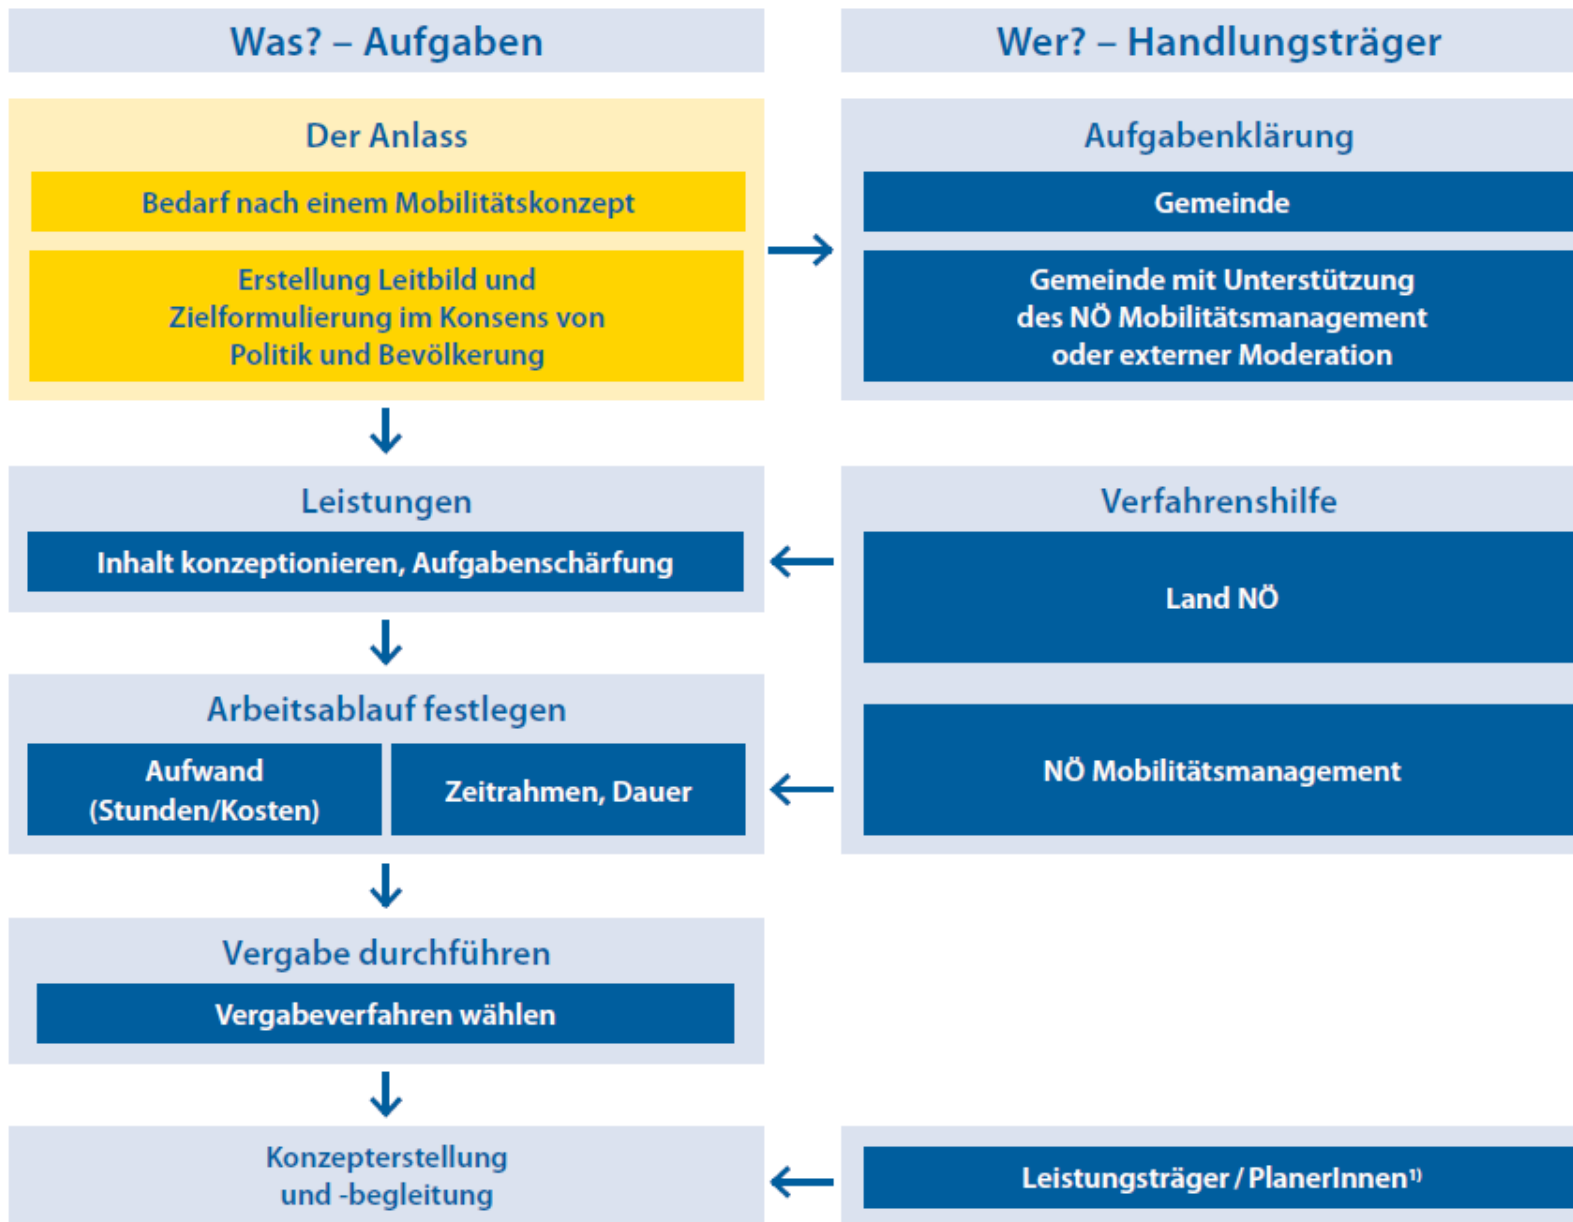 Was? – Aufgaben
Wer? – Handlungsträger
Der Anlass
Bedarf nach einem Mobilitätskonzept
Erstellung Leitbild und
Zielformulierung im Konsens von
Politik und Bevölkerung
Aufgabenklärung
Gemeinde
Gemeinde mit Unterstützung
des NÖ Mobilitätsmanagement
oder externer Moderation
Leistungen
Inhalt konzeptionieren, Aufgabenschärfung
Verfahrenshilfe
Land NÖ
NÖ Mobilitätsmanagement
Arbeitsablauf festlegen
Aufwand
(Stunden/Kosten)
Zeitrahmen, Dauer
Vergabe durchführen
Vergabeverfahren wählen
Konzepterstellung
und -begleitung
Leistungsträger / PlanerInnen¹⁾